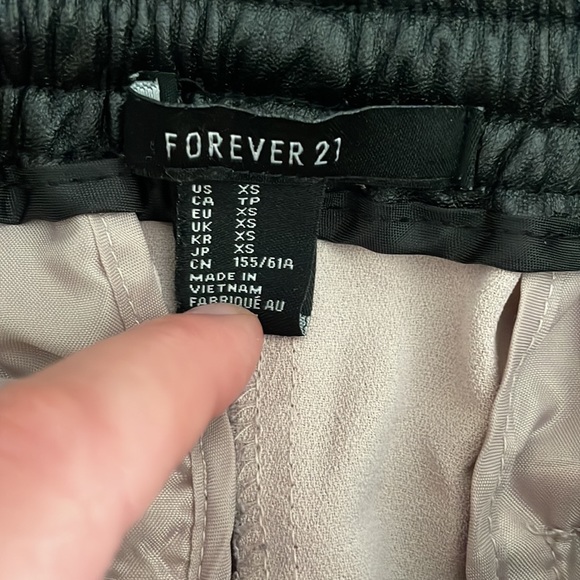 FOREVER 21
US XS
CA TP
EU XS
UK XS
KR XS
JP XS
CN 155/61A
MADE IN
VIETNAM
FABRIQUÉ AU